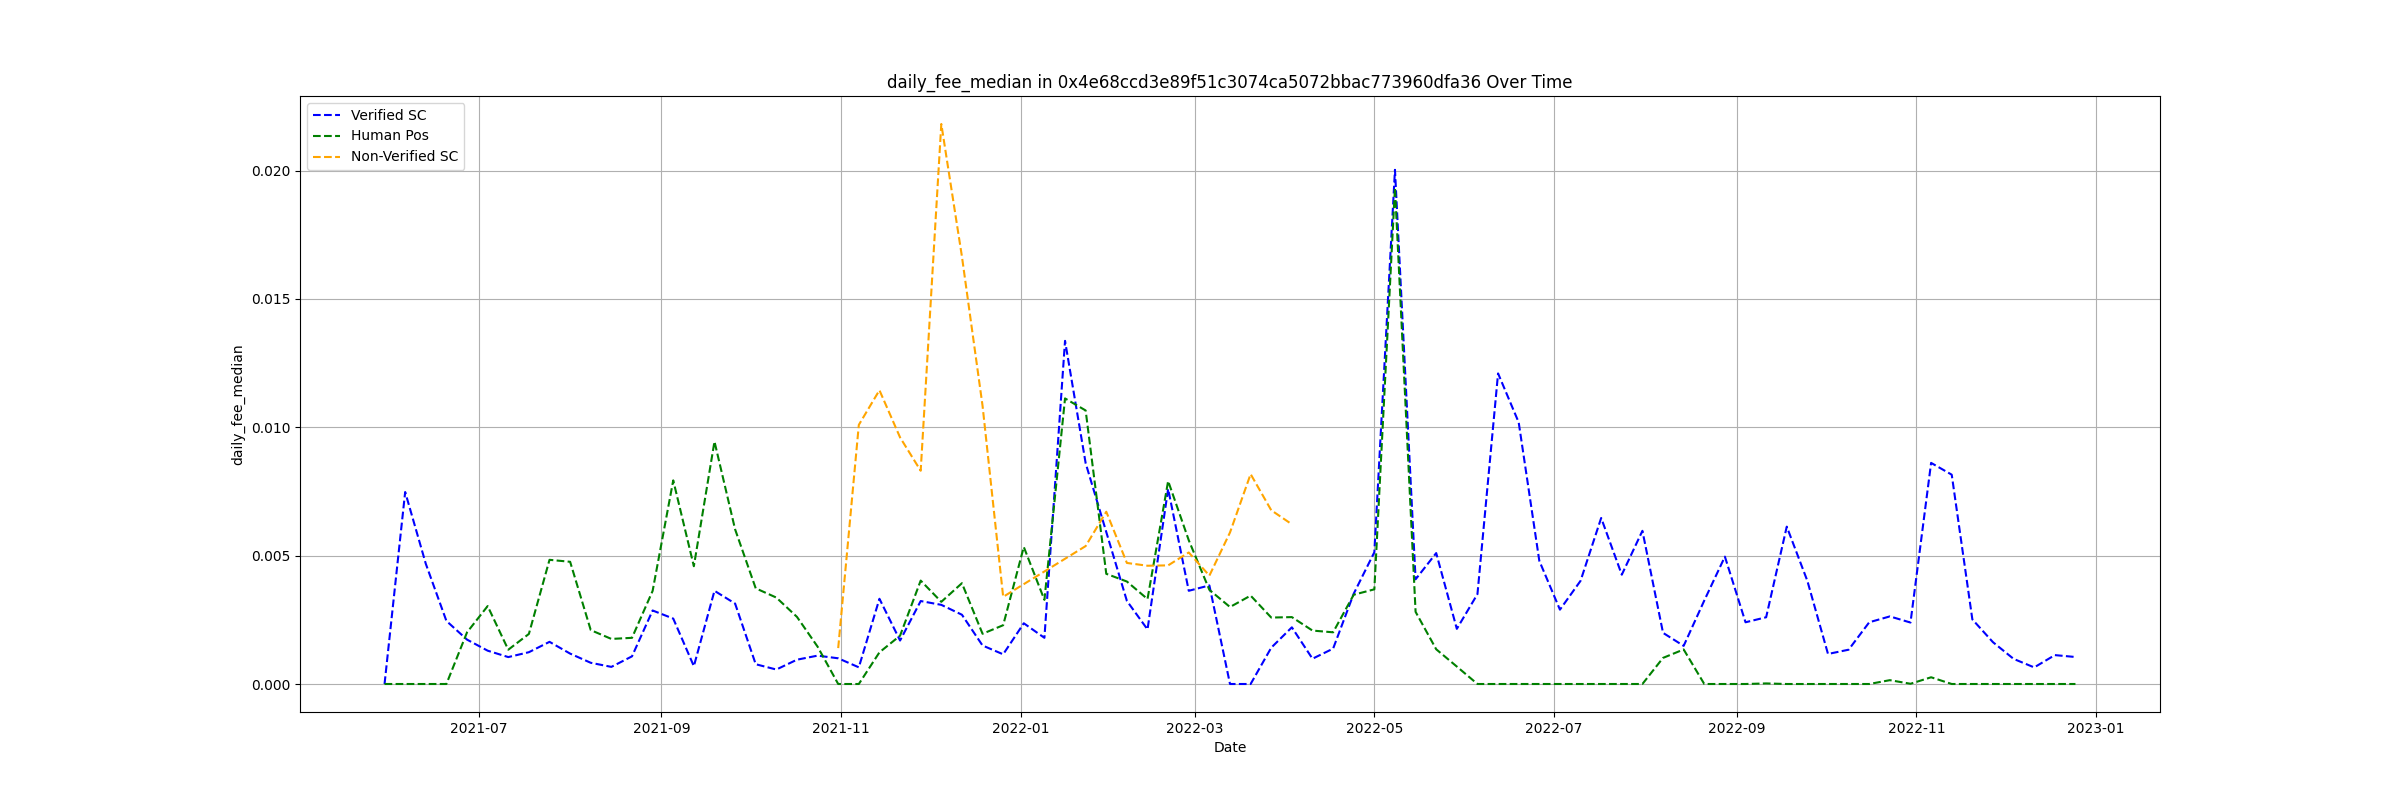 daily_fee_median in 0x4e68ccd3e89f51c3074ca5072bbac773960dfa36 Over Time
Verified SC
Human Pos
Non-Verified SC
0.020
0.015
0.010
0.005
0.000
daily_fee_median
2021-07
2021-09
2021-11
2022-01
2022-03
2022-05
2022-07
2022-09
2022-11
2023-01
Date